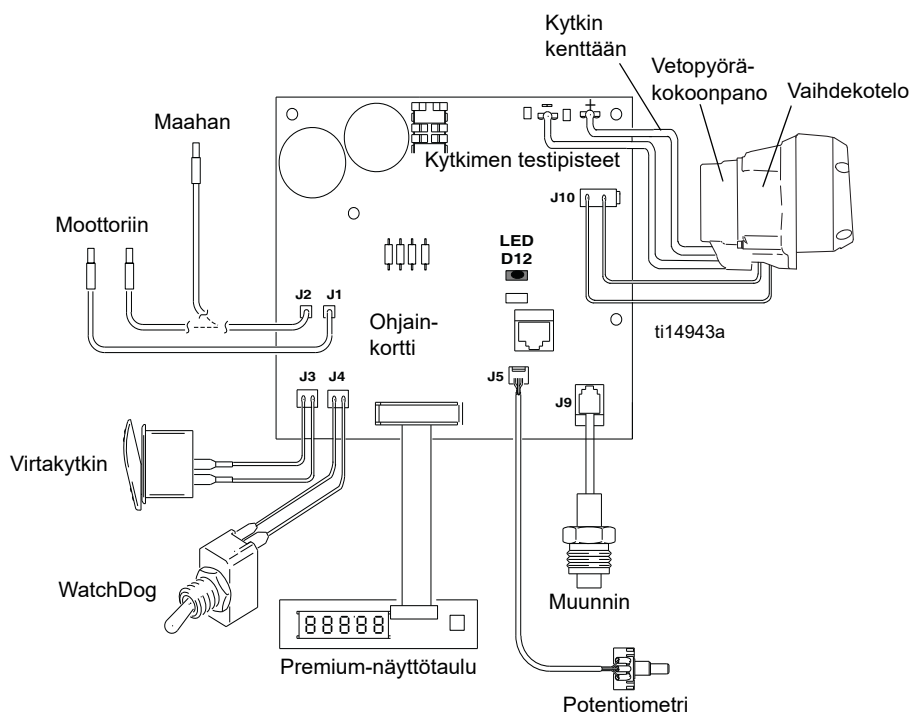 Kytkin
kenttään
Vetopyörä-
kokoonpano
Vaihdekotelo
Maahan
Kytkimen testipisteet
J10
Moottoriin
LED
D12
J2
J1
ti14943a
Ohjain-
kortti
J3
J4
J5
J9
Virtakytkin
WatchDog
Muunnin
88888
Premium-näyttötaulu
Potentiometri